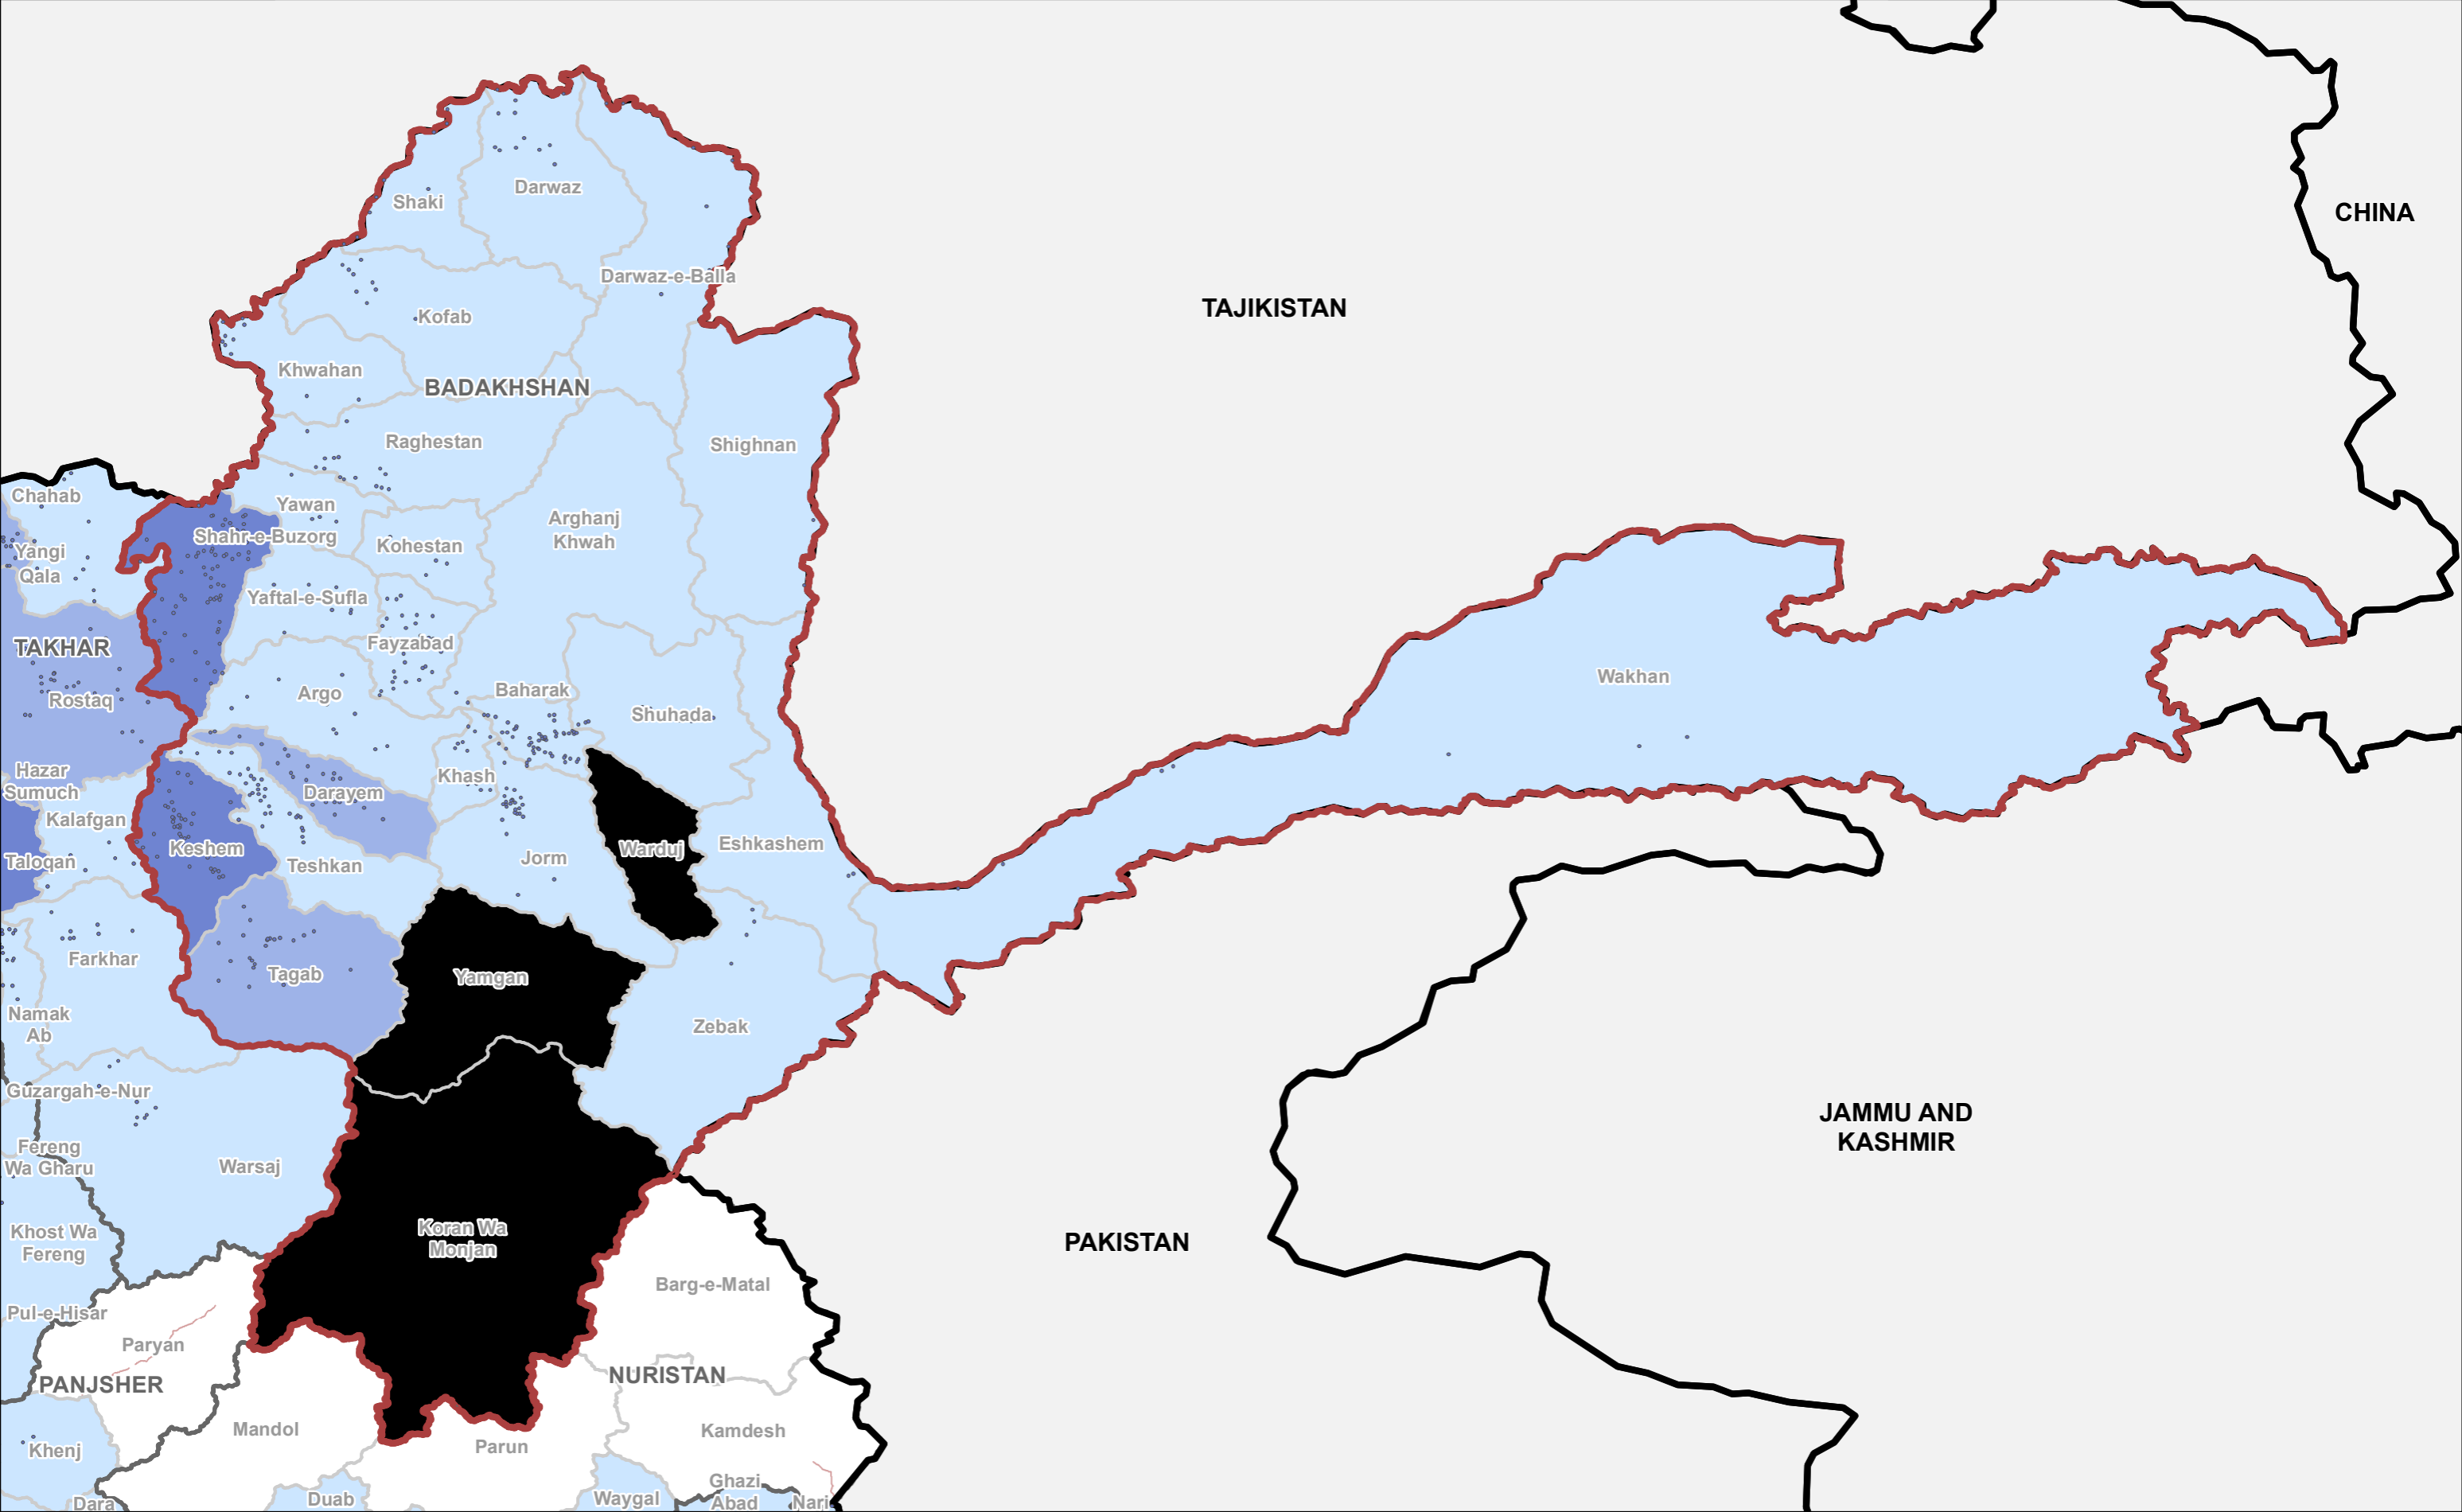 CHINA
TAJIKISTAN
Darwaz
Shaki
Darwaz-e-Balla
Kofab
Khwahan
BADAKHSHAN
Raghestan
Shighnan
Chahab
Yawan
Shahr-e-Buzorg
Arghanj
Khwah
Kohestan
Yangi
Qala
Yaftal-e-Sufla
Fayzabad
TAKHAR
Rostaq
Argo
Baharak
Shuhada
Wakhan
Hazar
Sumuch
Khash
Darayem
Kalafgan
Taloqan
Keshem
Teshkan
Jorm
Warduj
Eshkashem
Farkhar
Tagab
Yamgan
Namak
Ab
Zebak
Guzargah-e-Nur
Fereng
Wa Gharu
Warsaj
JAMMU AND
KASHMIR
Khost Wa
Fereng
Koran Wa
Monjan
PAKISTAN
Barg-e-Matal
Pul-e-Hisar
Paryan
PANJSHER
NURISTAN
Mandol
Parun
Kamdesh
Khenj
Dara
Duab
Waygal
Ghazi
Abad
Nari